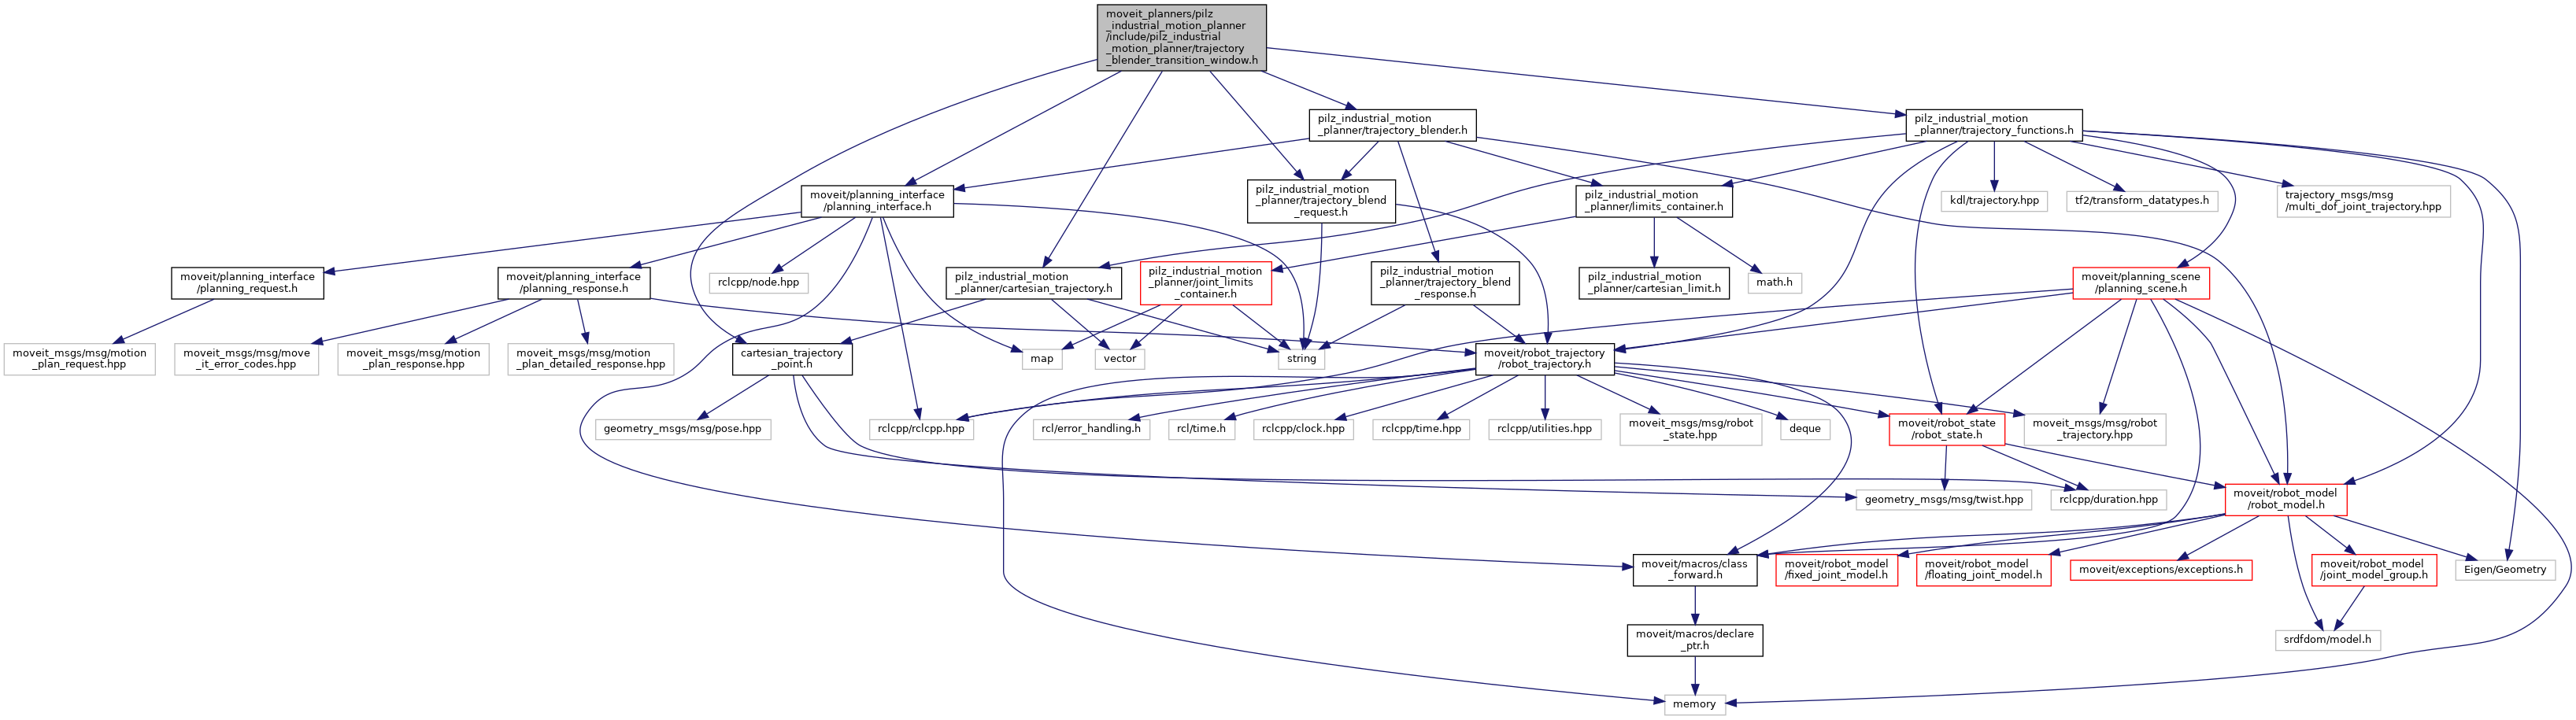 moveit_planners/pilz
_industrial_motion_planner
/include/pilz_industrial
_motion_planner/trajectory
_blender_transition_window.h
pilz_industrial_motion
_planner/trajectory_blender.h
pilz_industrial_motion
_planner/trajectory_functions.h
moveit/planning_interface
/planning_interface.h
pilz_industrial_motion
_planner/trajectory_blend
_request.h
pilz_industrial_motion
_planner/limits_container.h
kdl/trajectory.hpp
tf2/transform_datatypes.h
trajectory_msgs/msg
/multi_dof_joint_trajectory.hpp
moveit/planning_interface
/planning_request.h
moveit/planning_interface
/planning_response.h
rclcpp/node.hpp
pilz_industrial_motion
_planner/cartesian_trajectory.h
pilz_industrial_motion
_planner/joint_limits
_container.h
pilz_industrial_motion
_planner/trajectory_blend
_response.h
pilz_industrial_motion
_planner/cartesian_limit.h
math.h
moveit/planning_scene
/planning_scene.h
moveit_msgs/msg/motion
_plan_request.hpp
moveit_msgs/msg/move
_it_error_codes.hpp
moveit_msgs/msg/motion
_plan_response.hpp
moveit_msgs/msg/motion
_plan_detailed_response.hpp
cartesian_trajectory
_point.h
map
vector
string
moveit/robot_trajectory
/robot_trajectory.h
geometry_msgs/msg/pose.hpp
rclcpp/rclcpp.hpp
rcl/error_handling.h
rcl/time.h
rclcpp/clock.hpp
rclcpp/time.hpp
rclcpp/utilities.hpp
moveit_msgs/msg/robot
_state.hpp
deque
moveit/robot_state
/robot_state.h
moveit_msgs/msg/robot
_trajectory.hpp
geometry_msgs/msg/twist.hpp
rclcpp/duration.hpp
moveit/robot_model
/robot_model.h
moveit/macros/class
_forward.h
moveit/robot_model
/fixed_joint_model.h
moveit/robot_model
/floating_joint_model.h
moveit/exceptions/exceptions.h
moveit/robot_model
/joint_model_group.h
Eigen/Geometry
moveit/macros/declare
_ptr.h
srdfdom/model.h
memory